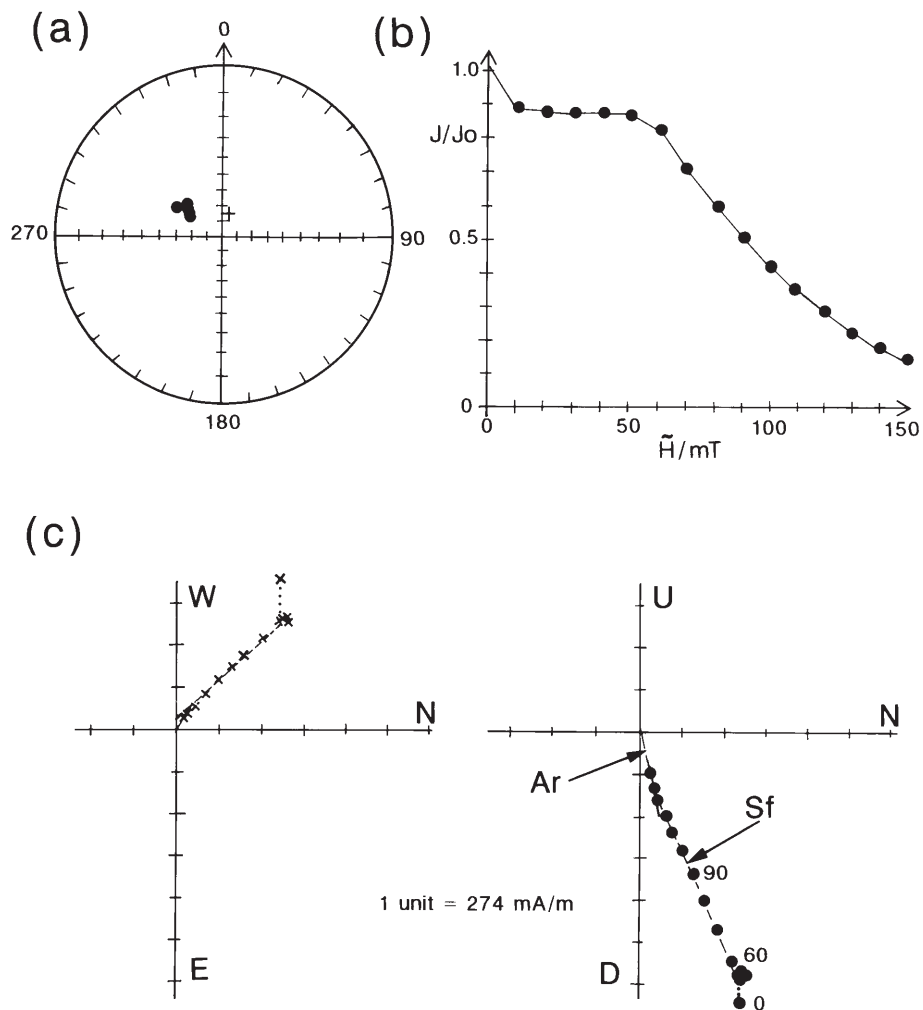 (a)
0
270
90
180
(b)
1.0
J/Jo
0.5
0
0 50 100 150
H̃/mT
(c)
W
N
E
U
N
Ar
Sf
90
1 unit = 274 mA/m
60
D
0